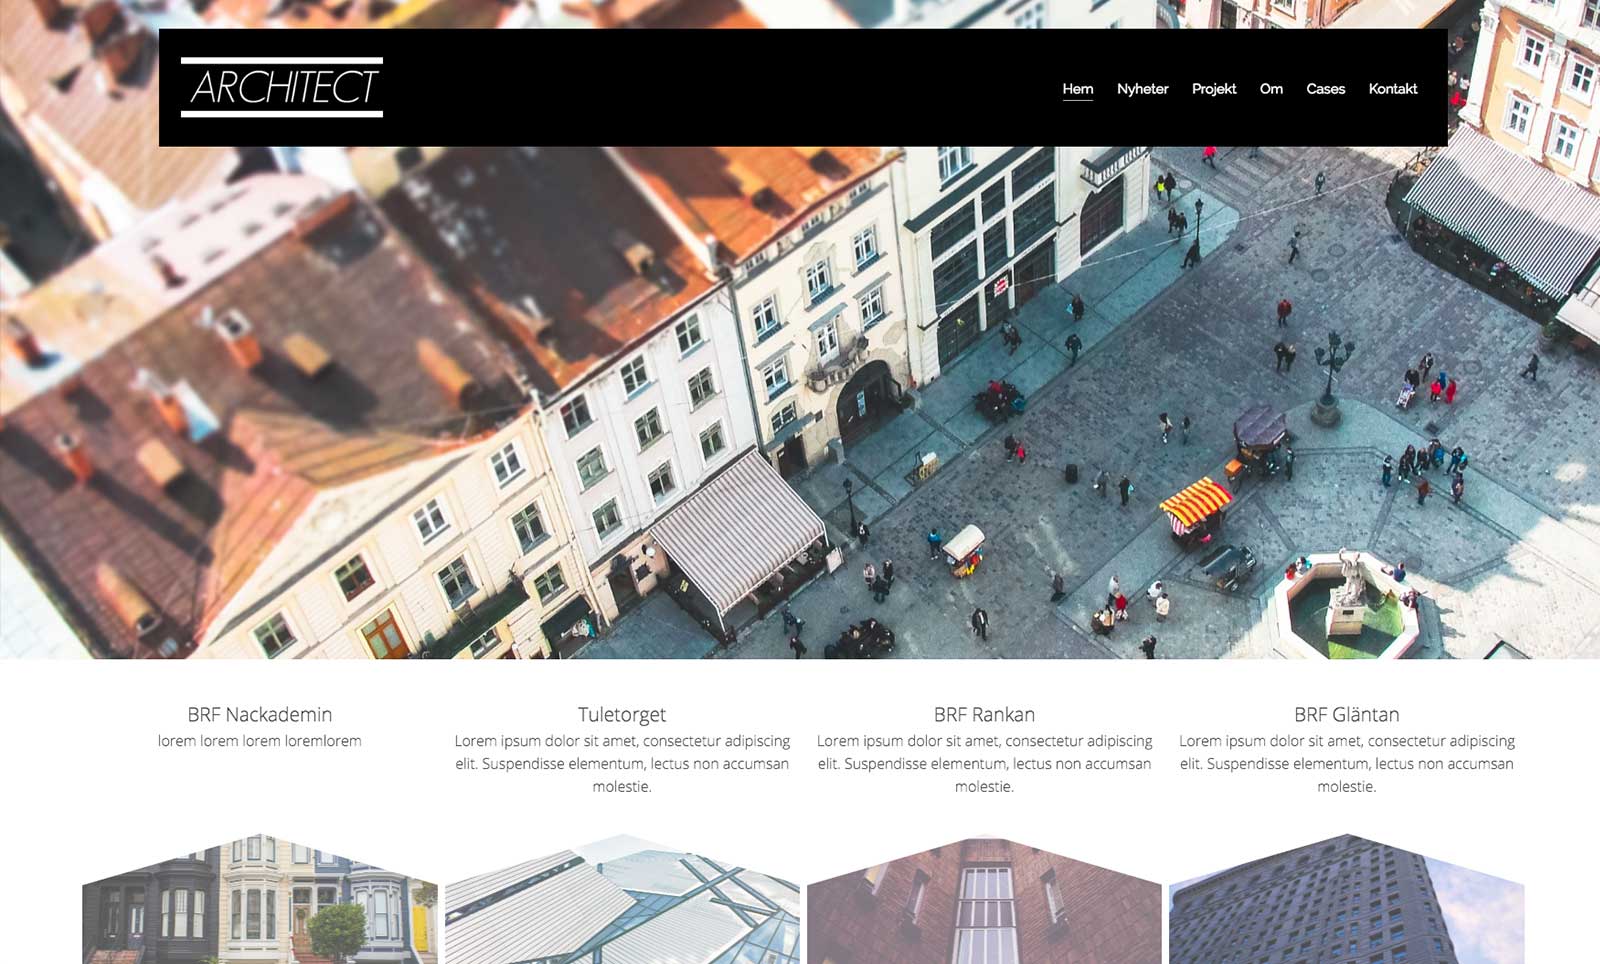 ARCHITECT
Hem Nyheter Projekt Om Cases Kontakt
BRF Nackademin
lorem lorem lorem loremlorem
Tuletorget
Lorem ipsum dolor sit amet, consectetur adipiscing
elit. Suspendisse elementum, lectus non accumsan
molestie.
BRF Rankan
Lorem ipsum dolor sit amet, consectetur adipiscing
elit. Suspendisse elementum, lectus non accumsan
molestie.
BRF Gläntan
Lorem ipsum dolor sit amet, consectetur adipiscing
elit. Suspendisse elementum, lectus non accumsan
molestie.